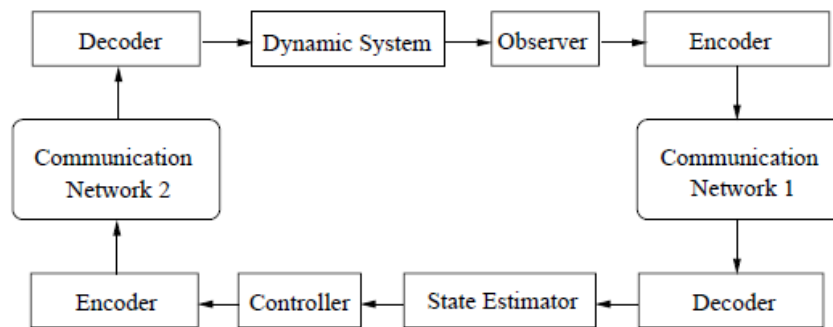 Decoder
Dynamic System
Observer
Encoder
Communication
Network 2
Communication
Network 1
Encoder
Controller
State Estimator
Decoder